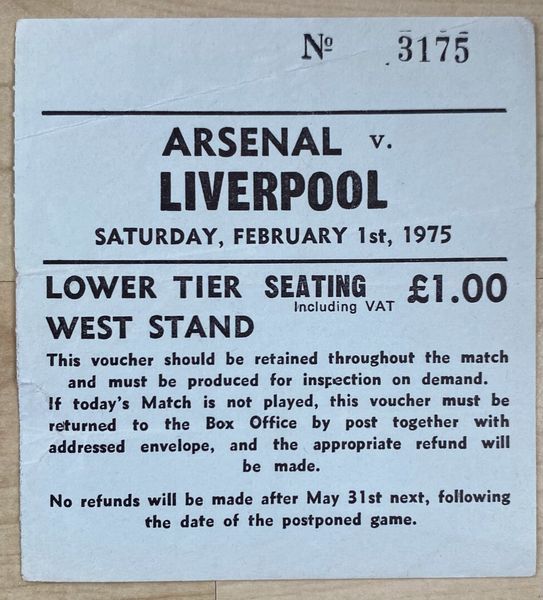 Nº 3175
ARSENAL v.
LIVERPOOL
SATURDAY, FEBRUARY 1st, 1975
LOWER TIER SEATING £1.00
Including VAT
WEST STAND
This voucher should be retained throughout the match
and must be produced for inspection on demand.
If today's Match is not played, this voucher must be
returned to the Box Office by post together with
addressed envelope, and the appropriate refund will
be made.
No refunds will be made after May 31st next, following
the date of the postponed game.